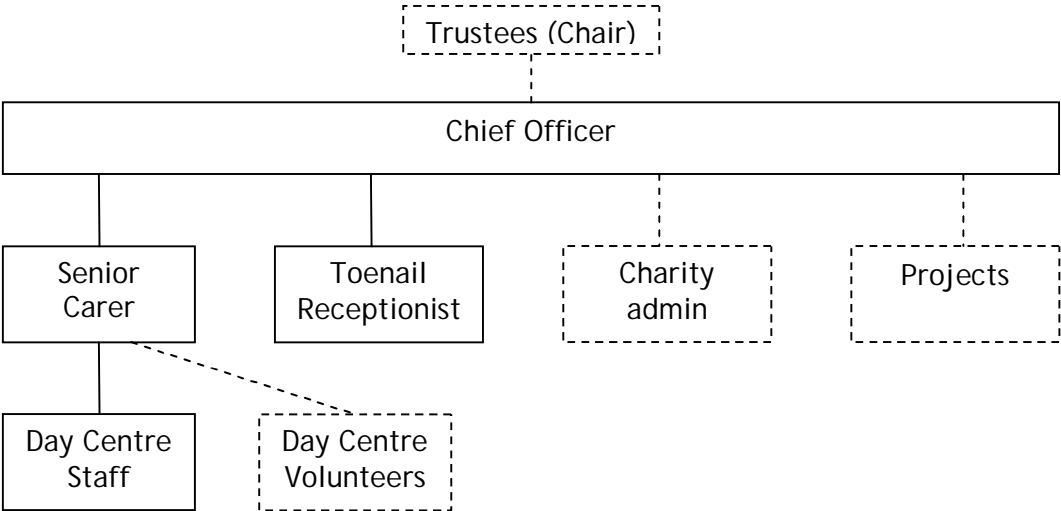 Trustees (Chair)
Chief Officer
Senior
Carer
Toenail
Receptionist
Charity
admin
Projects
Day Centre
Staff
Day Centre
Volunteers